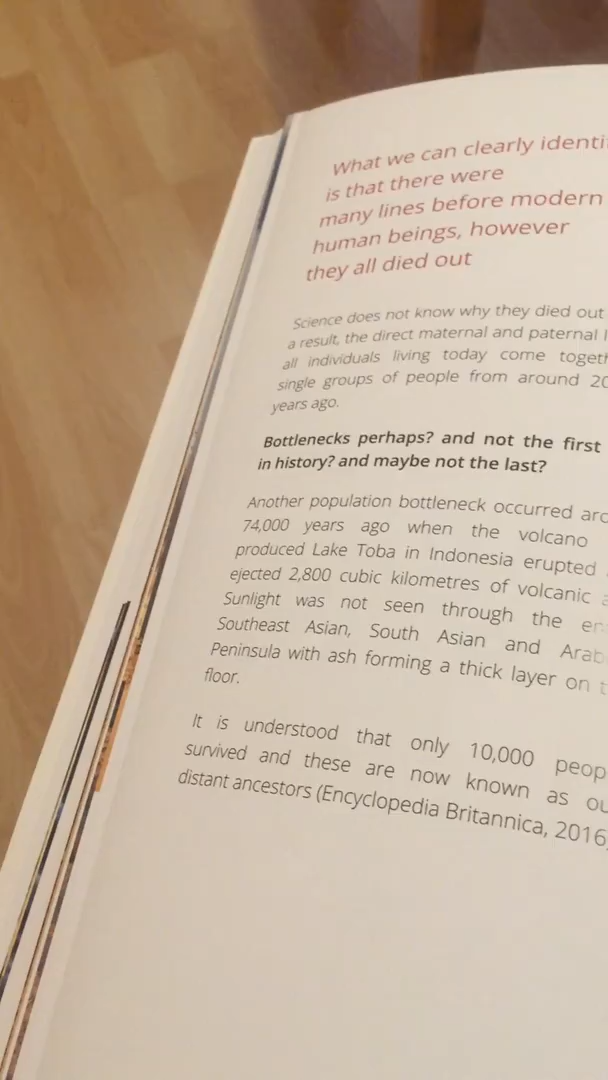 What we can clearly identi
is that there were
many lines before modern
human beings, however
they all died out
Science does not know why they died out
a result, the direct maternal and paternal l
all individuals living today come togeth
single groups of people from around 20
years ago.
Bottlenecks perhaps? and not the first
in history? and maybe not the last?
Another population bottleneck occurred aro
74,000 years ago when the volcano
produced Lake Toba in Indonesia erupted
ejected 2,800 cubic kilometres of volcanic a
Sunlight was not seen through the en
Southeast Asian, South Asian and Arab
Peninsula with ash forming a thick layer on t
floor.
It is understood that only 10,000 peop
survived and these are now known as ou
distant ancestors (Encyclopedia Britannica, 2016)